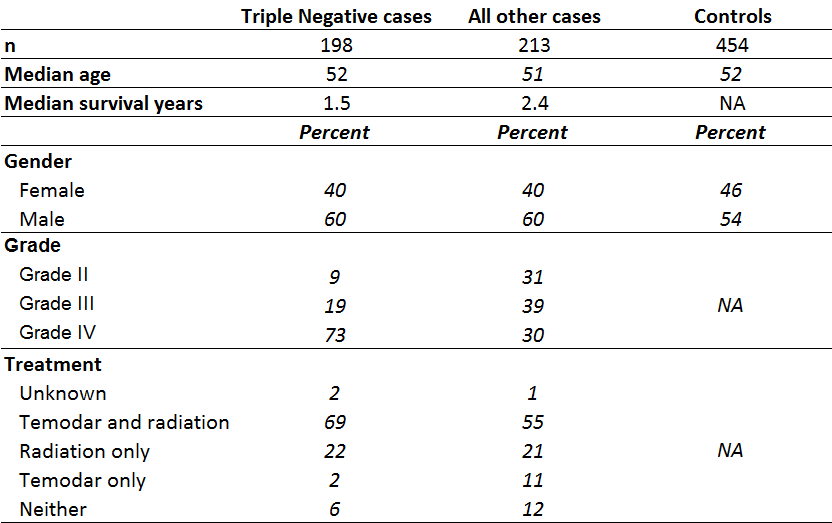 Triple Negative cases All other cases Controls
n 198 213 454
Median age 52 51 52
Median survival years 1.5 2.4 NA
Percent Percent Percent
Gender
Female 40 40 46
Male 60 60 54
Grade
Grade II 9 31
Grade III 19 39 NA
Grade IV 73 30
Treatment
Unknown 2 1
Temodar and radiation 69 55
Radiation only 22 21 NA
Temodar only 2 11
Neither 6 12